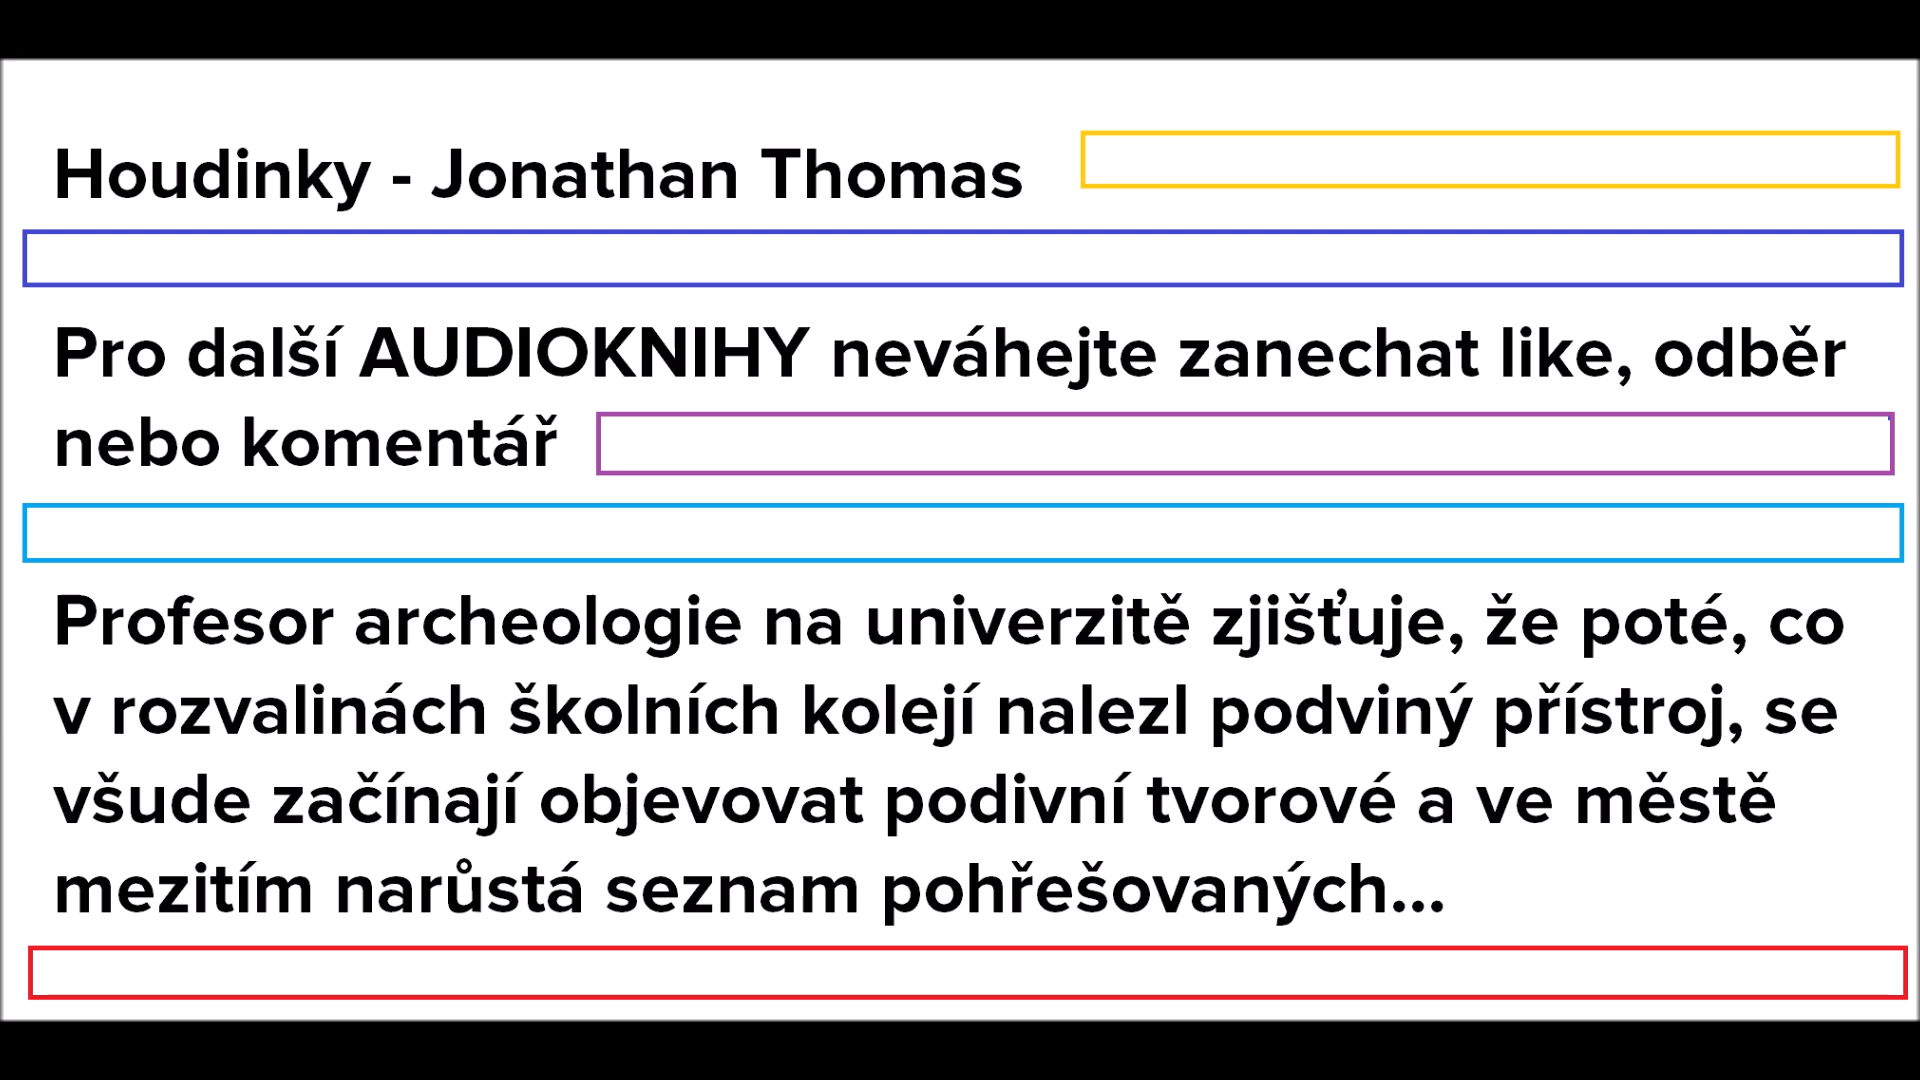 Houdinky - Jonathan Thomas
Pro další AUDIOKNIHY neváhejte zanechat like, odběr
nebo komentář
Profesor archeologie na univerzitě zjišťuje, že poté, co
v rozvalinách školních kolejí nalezl podviný přístroj, se
všude začínají objevovat podivní tvorové a ve městě
mezitím narůstá seznam pohřešovaných...